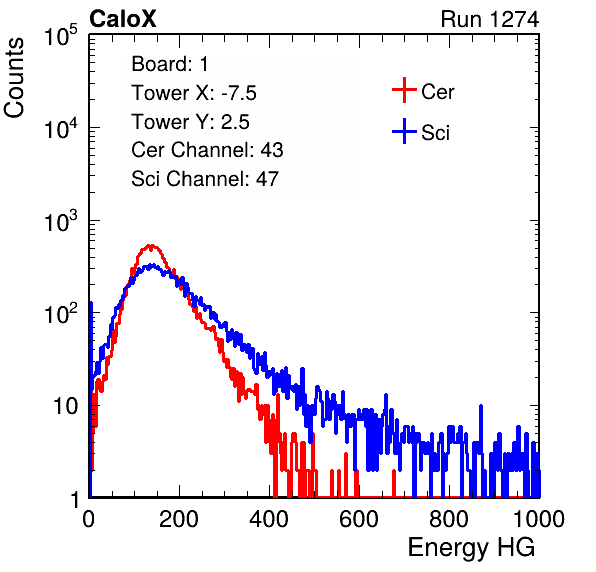 CaloX Run 1274
Counts
10^5
10^4
10^3
10^2
10
1
Board: 1
Tower X: -7.5
Tower Y: 2.5
Cer Channel: 43
Sci Channel: 47
Cer
Sci
0 200 400 600 800 1000
Energy HG